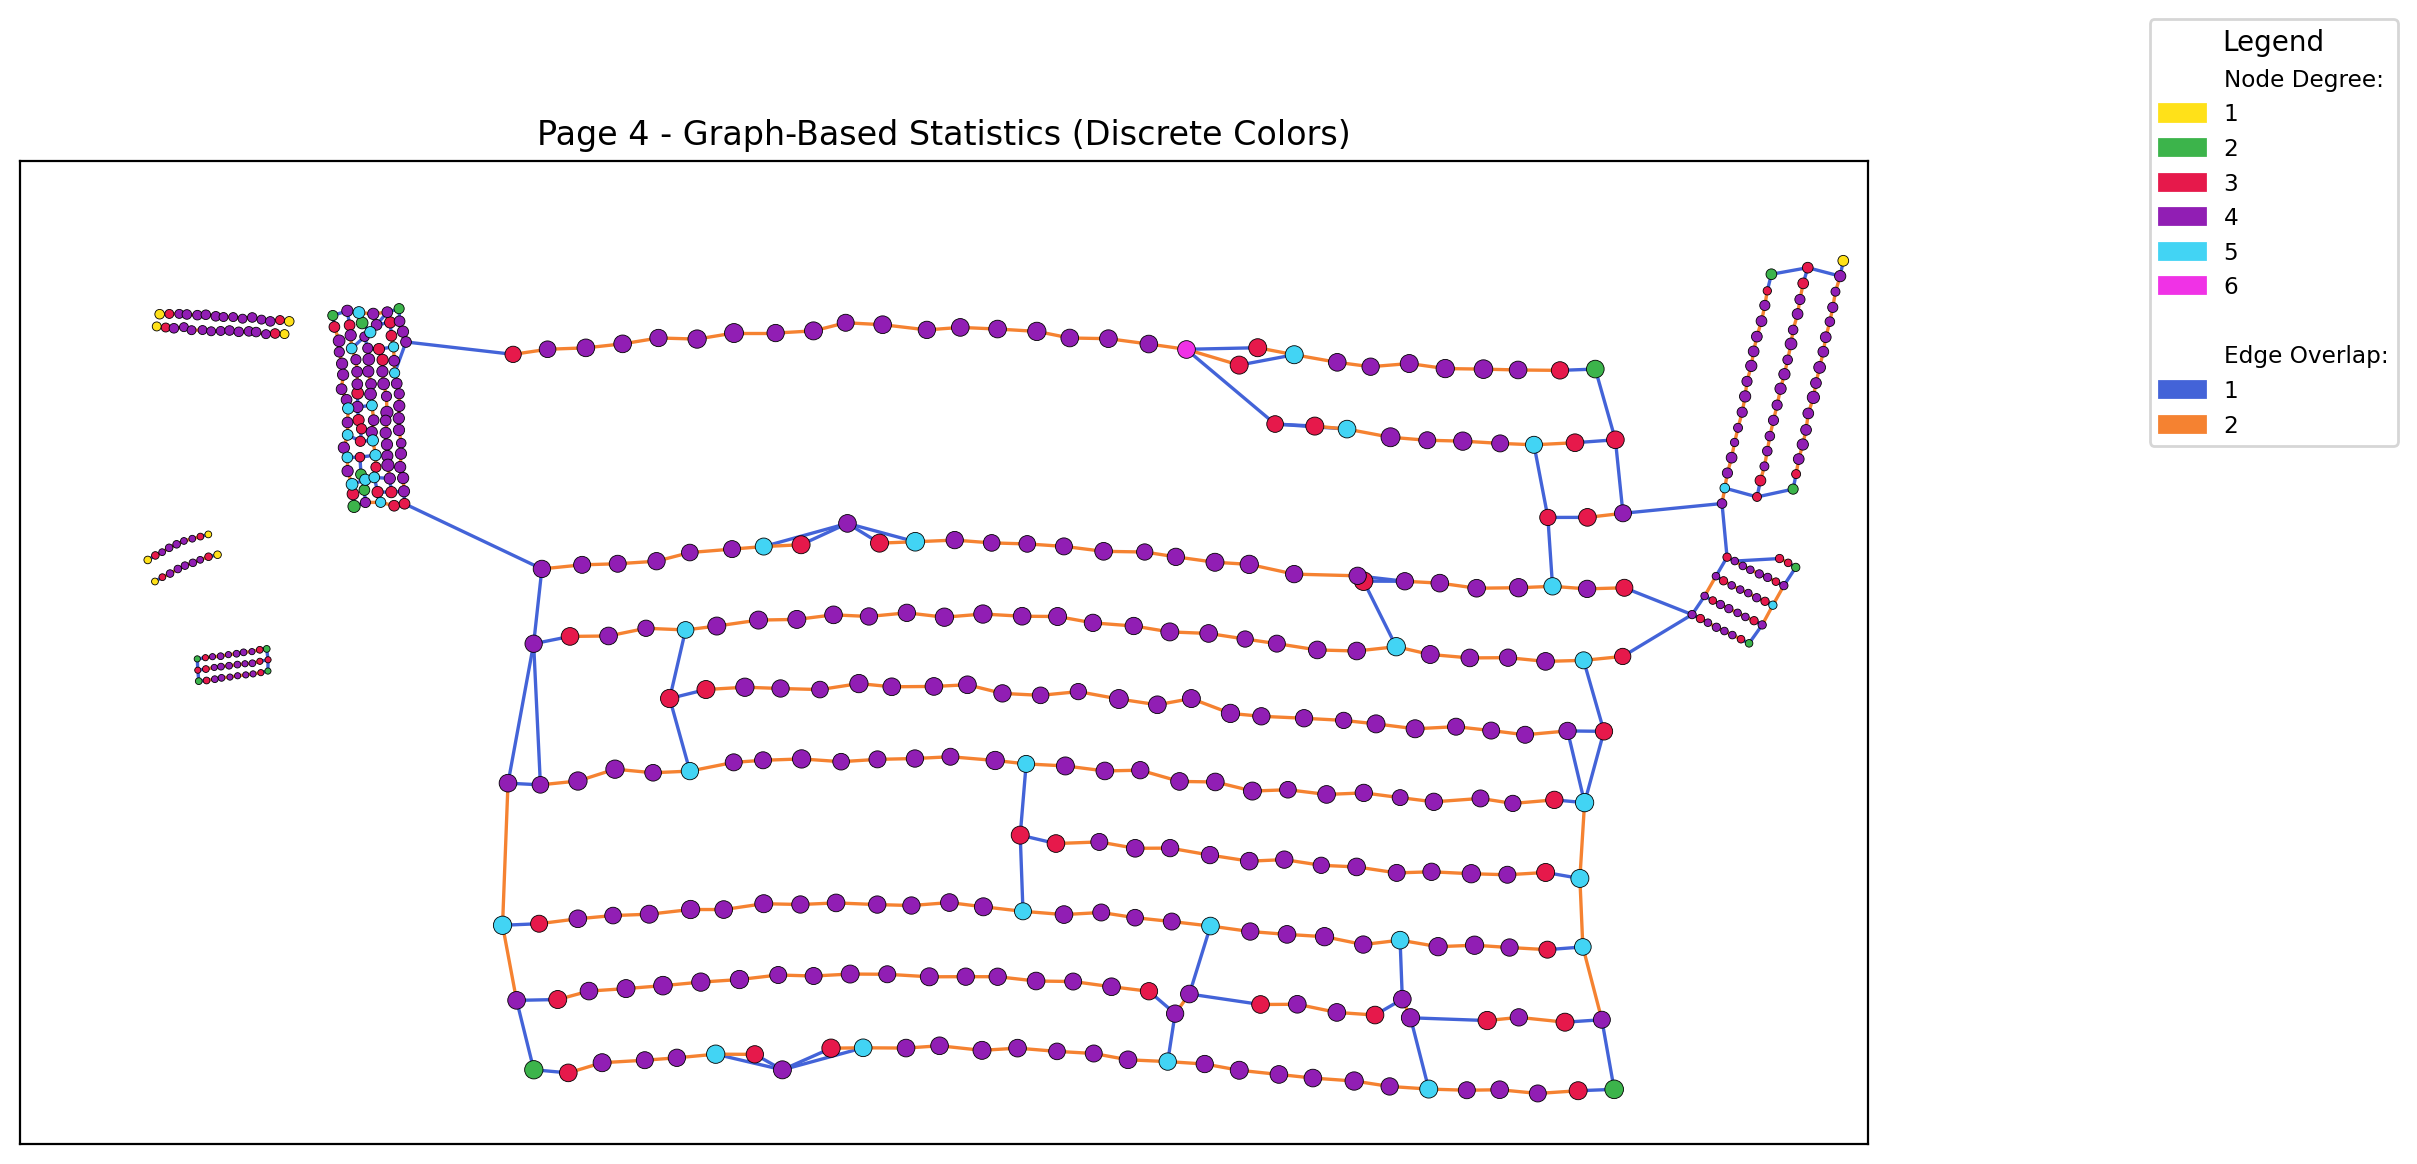 Page 4 - Graph-Based Statistics (Discrete Colors)
Legend
Node Degree:
1
2
3
4
5
6
Edge Overlap:
1
2